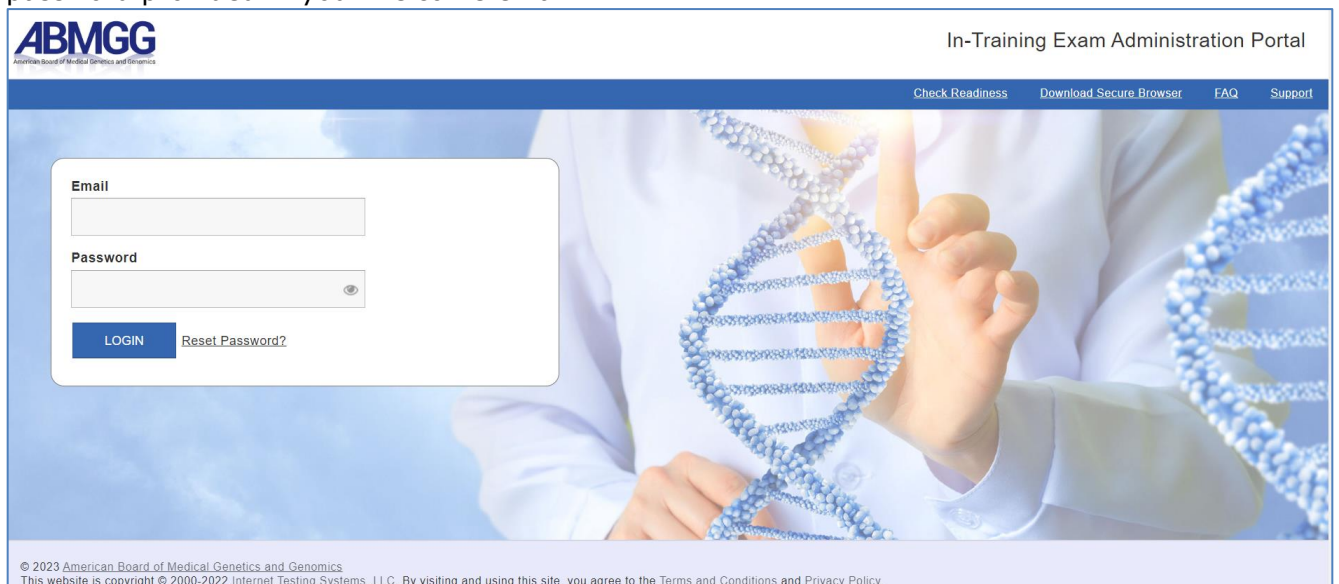 ABMGG
American Board of Medical Genetics and Genomics
In-Training Exam Administration Portal
Check Readiness Download Secure Browser FAQ Support
Email
Password
LOGIN Reset Password?
© 2023 American Board of Medical Genetics and Genomics
This website is copyright © 2000-2022 Internet Testing Systems, LLC. By visiting and using this site, you agree to the Terms and Conditions and Privacy Policy